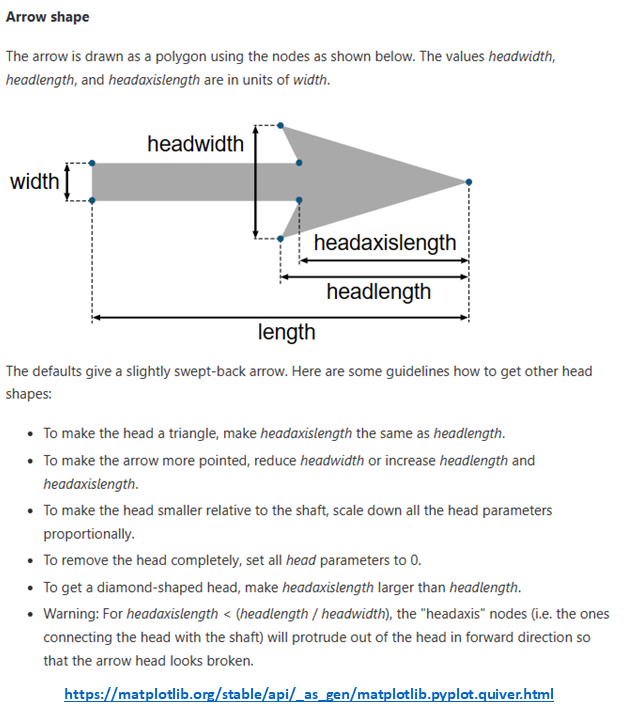 Arrow shape
The arrow is drawn as a polygon using the nodes as shown below. The values headwidth,
headlength, and headaxislength are in units of width.
headwidth
width
headaxislength
headlength
length
The defaults give a slightly swept-back arrow. Here are some guidelines how to get other head
shapes:
• To make the head a triangle, make headaxislength the same as headlength.
• To make the arrow more pointed, reduce headwidth or increase headlength and
headaxislength.
• To make the head smaller relative to the shaft, scale down all the head parameters
proportionally.
• To remove the head completely, set all head parameters to 0.
• To get a diamond-shaped head, make headaxislength larger than headlength.
• Warning: For headaxislength < (headlength / headwidth), the "headaxis" nodes (i.e. the ones
connecting the head with the shaft) will protrude out of the head in forward direction so
that the arrow head looks broken.
https://matplotlib.org/stable/api/_as_gen/matplotlib.pyplot.quiver.html